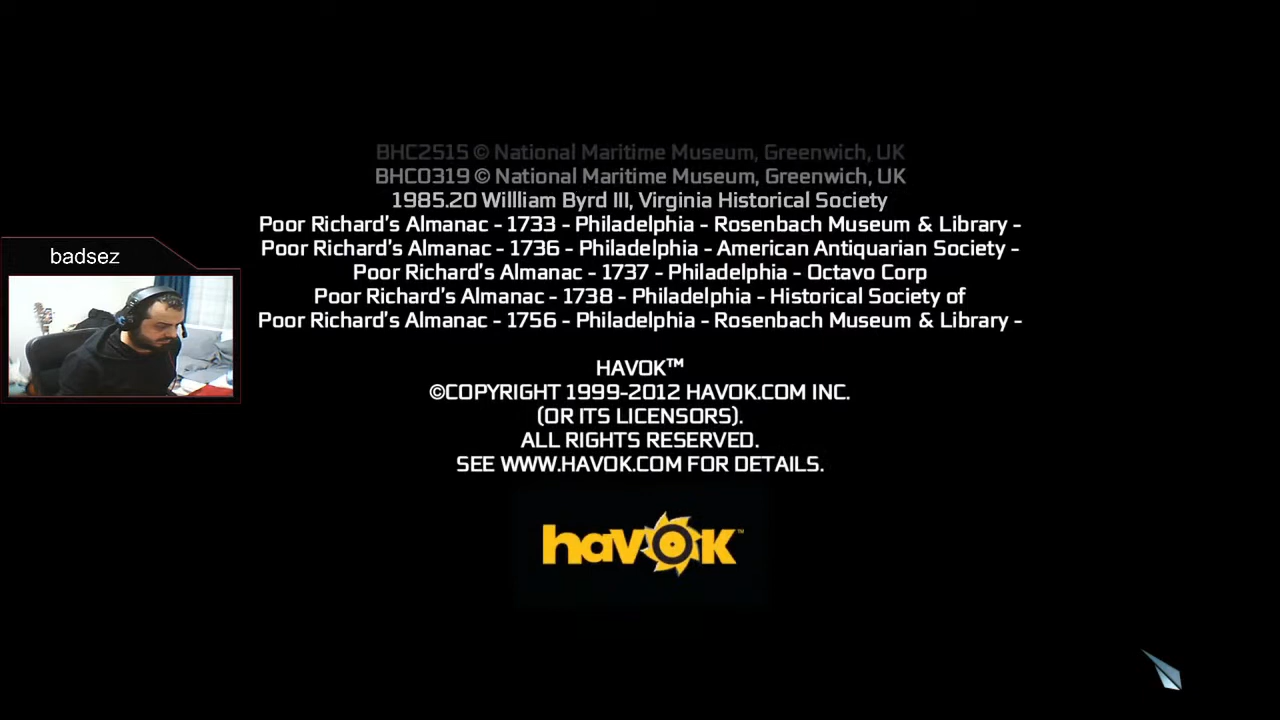 BHC2515 © National Maritime Museum, Greenwich, UK
BHC0319 © National Maritime Museum, Greenwich, UK
1985.20 Willliam Byrd III, Virginia Historical Society
Poor Richard's Almanac - 1733 - Philadelphia - Rosenbach Museum & Library -
Poor Richard's Almanac - 1736 - Philadelphia - American Antiquarian Society -
Poor Richard's Almanac - 1737 - Philadelphia - Octavo Corp
Poor Richard's Almanac - 1738 - Philadelphia - Historical Society of
Poor Richard's Almanac - 1756 - Philadelphia - Rosenbach Museum & Library -
badsez
HAVOK™
©COPYRIGHT 1999-2012 HAVOK.COM INC.
(OR ITS LICENSORS).
ALL RIGHTS RESERVED.
SEE WWW.HAVOK.COM FOR DETAILS.
havok™